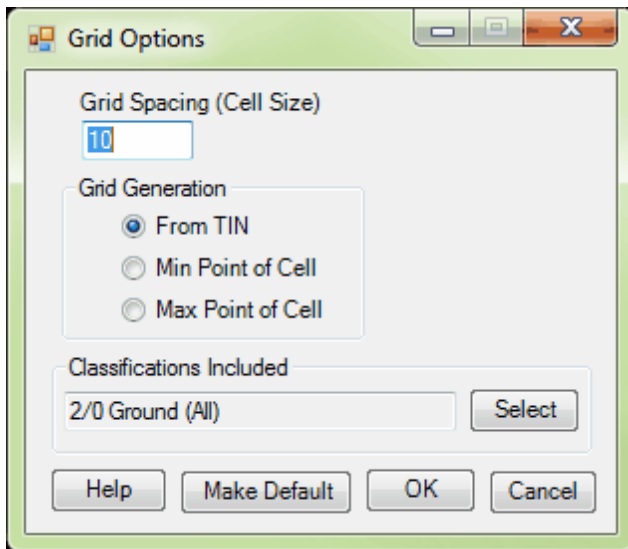 Grid Options
Grid Spacing (Cell Size)
10
Grid Generation
From TIN
Min Point of Cell
Max Point of Cell
Classifications Included
2/0 Ground (All)
Select
Help
Make Default
OK
Cancel